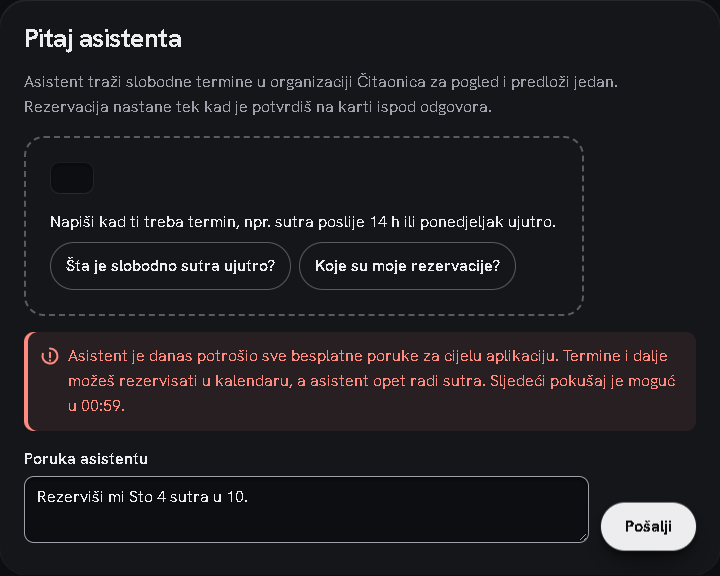 Pitaj asistenta
Asistent traži slobodne termine u organizaciji Čitaonica za pogled i predloži jedan.
Rezervacija nastane tek kad je potvrdiš na karti ispod odgovora.
Napiši kad ti treba termin, npr. sutra poslije 14 h ili ponedjeljak ujutro.
Šta je slobodno sutra ujutro?
Koje su moje rezervacije?
Asistent je danas potrošio sve besplatne poruke za cijelu aplikaciju. Termine i dalje
možeš rezervisati u kalendaru, a asistent opet radi sutra. Sljedeći pokušaj je moguć
u 00:59.
Poruka asistentu
Rezerviši mi Sto 4 sutra u 10.
Pošalji